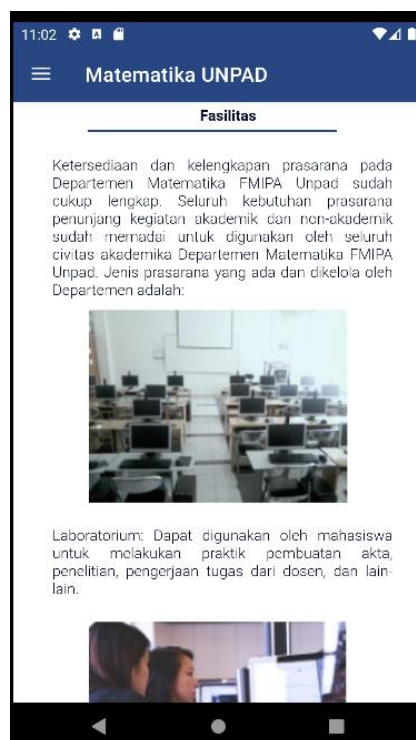 11:02
Matematika UNPAD
Fasilitas
Ketersediaan dan kelengkapan prasarana pada
Departemen Matematika FMIPA Unpad sudah
cukup lengkap. Seluruh kebutuhan prasarana
penunjang kegiatan akademik dan non-akademik
sudah memadai untuk digunakan oleh seluruh
civitas akademika Departemen Matematika FMIPA
Unpad. Jenis prasarana yang ada dan dikelola oleh
Departemen adalah:
Laboratorium: Dapat digunakan oleh mahasiswa
untuk melakukan praktik pembuatan akta,
penelitian, pengerjaan tugas dari dosen, dan lain-
lain.